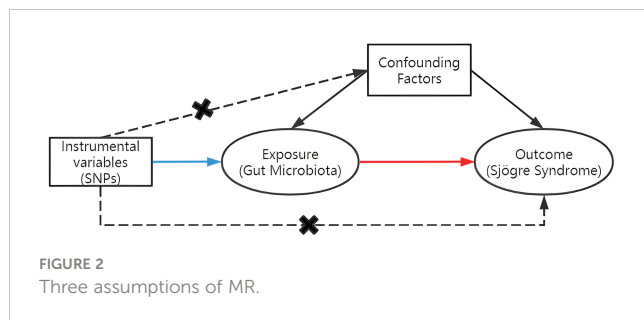 Confounding
Factors
Instrumental
variables
(SNPs)
Exposure
(Gut Microbiota)
Outcome
(Sjögre Syndrome)
FIGURE 2
Three assumptions of MR.